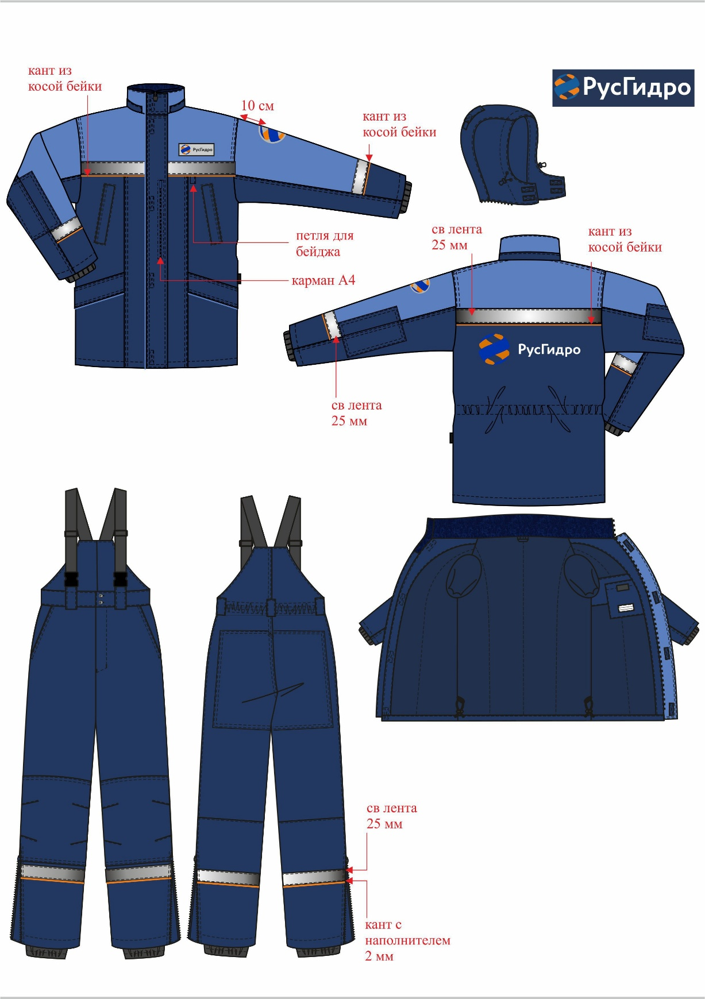 кант из
косой бейки
РусГидро
10 см
кант из
косой бейки
РусГидро
петля для
бейджа
карман А4
св лента
25 мм
кант из
косой бейки
РусГидро
св лента
25 мм
св лента
25 мм
кант с
наполнителем
2 мм